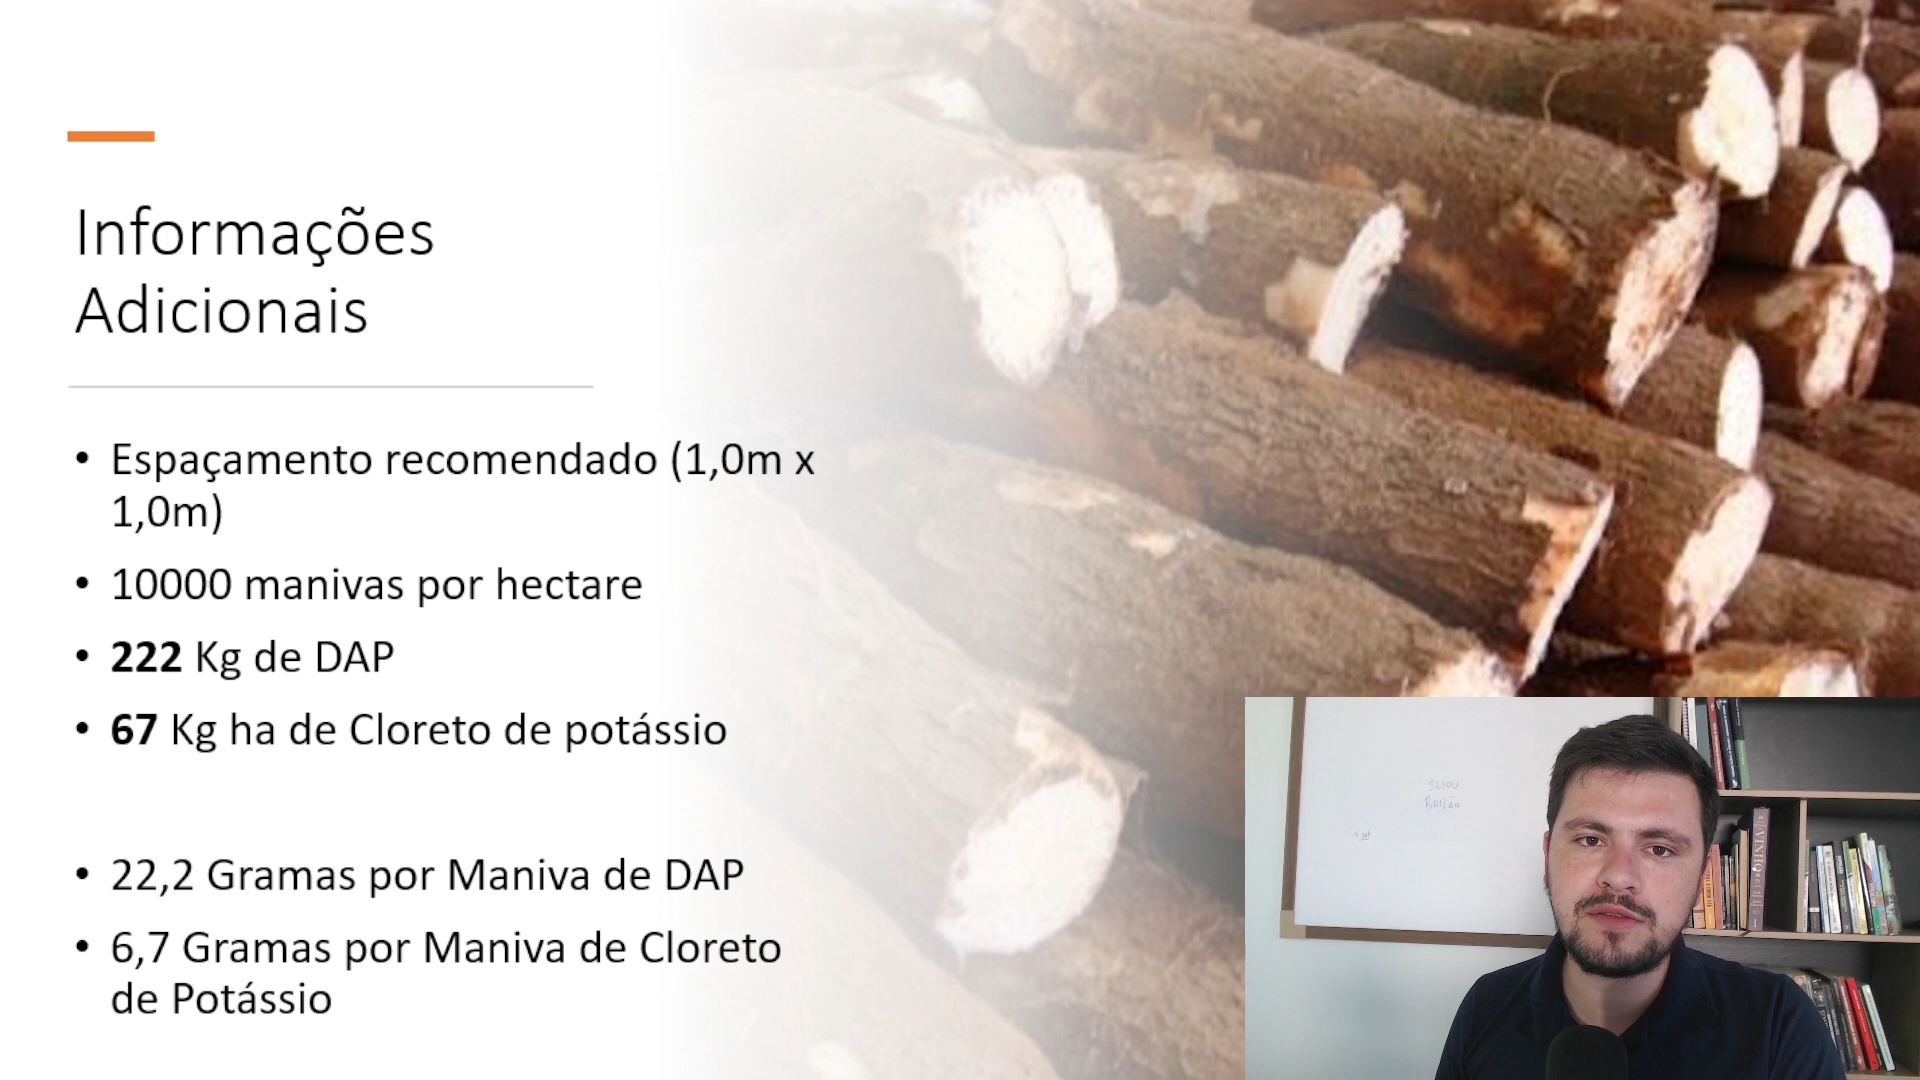 Informações
Adicionais
• Espaçamento recomendado (1,0m x
1,0m)
• 10000 manivas por hectare
• 222 Kg de DAP
• 67 Kg ha de Cloreto de potássio
• 22,2 Gramas por Maniva de DAP
• 6,7 Gramas por Maniva de Cloreto
de Potássio
VINHO